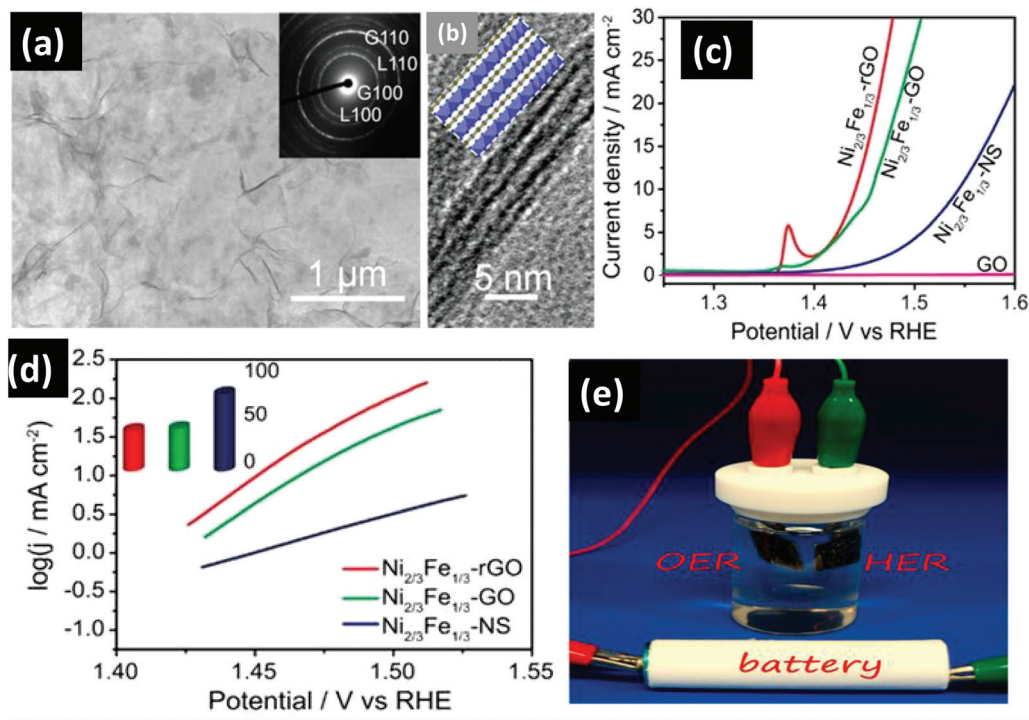 (a)
G110
L110
G100
L100
1 μm
(b)
5 nm
(c)
Current density / mA cm⁻²
30
25
20
15
10
5
0
Ni₂/₃Fe₁/₃-rGO
Ni₂/₃Fe₁/₃-GO
Ni₂/₃Fe₁/₃-NS
GO
1.3 1.4 1.5 1.6
Potential / V vs RHE
(d)
log(j / mA cm⁻²)
2.5
2.0
1.5
1.0
0.5
0.0
-0.5
-1.0
100
50
0
Ni₂/₃Fe₁/₃-rGO
Ni₂/₃Fe₁/₃-GO
Ni₂/₃Fe₁/₃-NS
1.40 1.45 1.50 1.55
Potential / V vs RHE
(e)
OER HER
battery